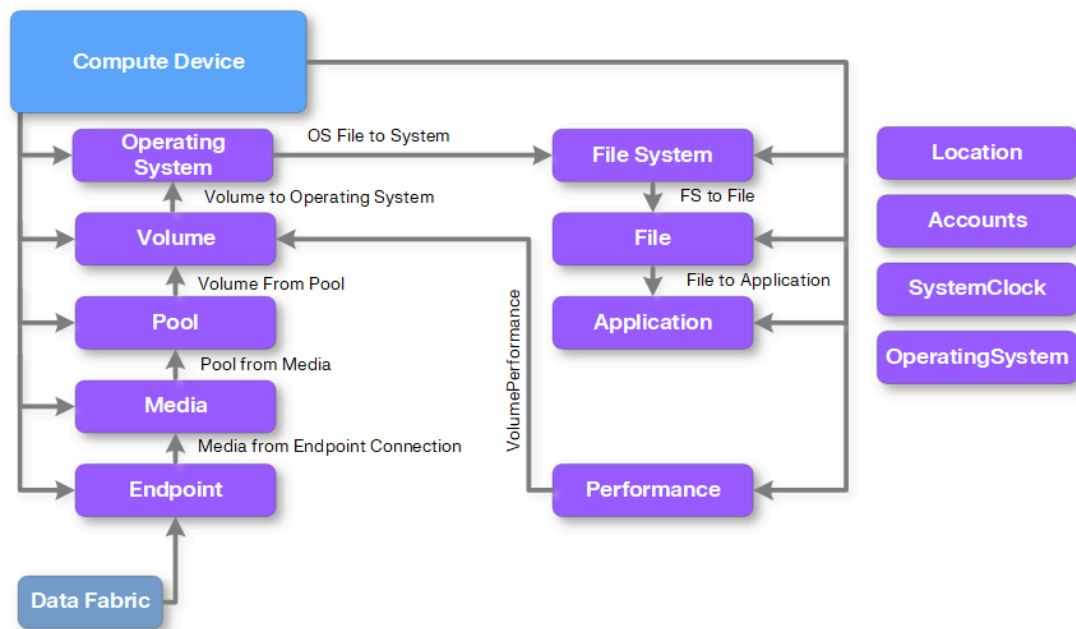 Compute Device
Operating
System
OS File to System
File System
Location
Volume to Operating System
FS to File
Accounts
Volume
File
Volume From Pool
File to Application
SystemClock
Pool
Application
VolumePerformance
OperatingSystem
Pool from Media
Media
Media from Endpoint Connection
Endpoint
Performance
Data Fabric